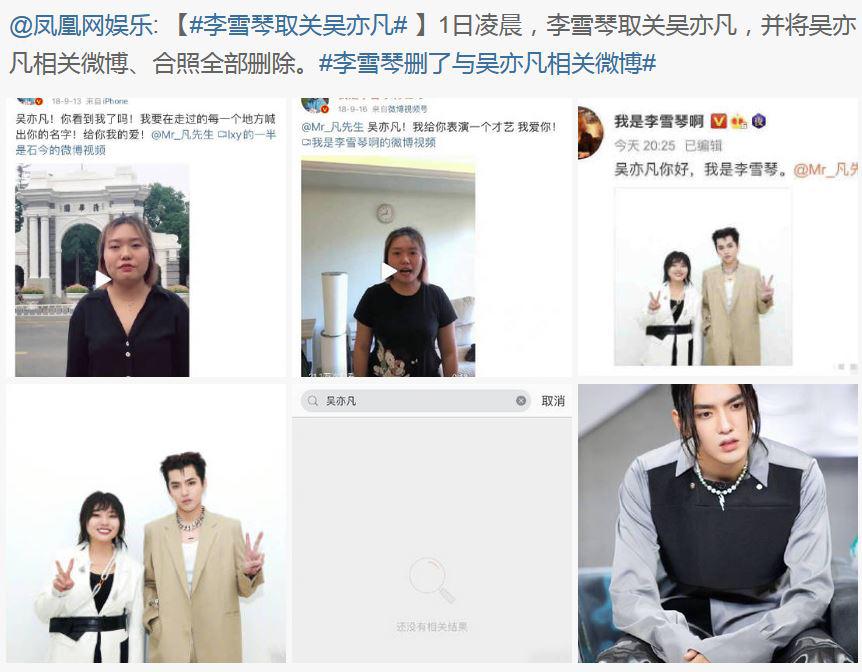 @凤凰网娱乐: 【#李雪琴取关吴亦凡# 】1日凌晨，李雪琴取关吴亦凡，并将吴亦
凡相关微博、合照全部删除。#李雪琴删了与吴亦凡相关微博#
18-9-13 来自iPhone
吴亦凡！你看到我了吗！我要在走过的每一个地方喊
出你的名字！给你我的爱！@Mr_凡先生 lxy的一半
是石今的微博视频
18-9-16 来自微博视频号
@Mr_凡先生 吴亦凡！我给你表演一个才艺 我爱你！
我是李雪琴啊的微博视频
我是李雪琴啊
今天 20:25 已编辑
吴亦凡你好，我是李雪琴。@Mr_凡先
吴亦凡
取消
还没有相关结果